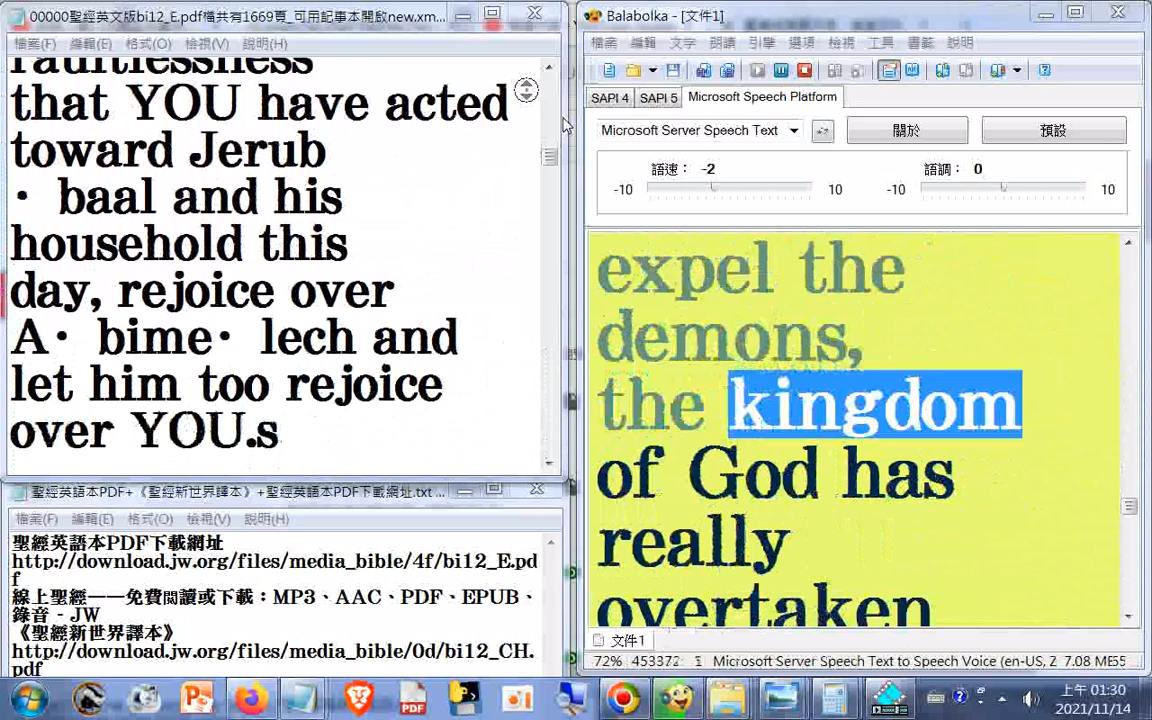 00000聖經英文版bi12_E.pdf檔共有1669頁_可用記事本開啟new.xm...
檔案(F) 編輯(E) 格式(O) 檢視(V) 說明(H)
faultlessness
that YOU have acted
toward Jerub
· baal and his
household this
day, rejoice over
A· bime· lech and
let him too rejoice
over YOU.s
聖經英語本PDF+《聖經新世界譯本》+聖經英語本PDF下載網址.txt ...
檔案(F) 編輯(E) 格式(O) 檢視(V) 說明(H)
聖經英語本PDF下載網址
http://download.jw.org/files/media_bible/4f/bi12_E.pd
f
線上聖經——免費閱讀或下載：MP3、AAC、PDF、EPUB、
錄音 - JW
《聖經新世界譯本》
http://download.jw.org/files/media_bible/0d/bi12_CH.
pdf
Balabolka - [文件1]
檔案 編輯 文字 朗讀 引擎 選項 檢視 工具 書籤 說明
SAPI 4 SAPI 5 Microsoft Speech Platform
Microsoft Server Speech Text 關於 預設
語速： -2 語調： 0
-10 10 -10 10
expel the
demons,
the kingdom
of God has
really
overtaken
文件1
72% 453372: Microsoft Server Speech Text to Speech Voice (en-US, Z 7.08 ME55
上午 01:30
2021/11/14